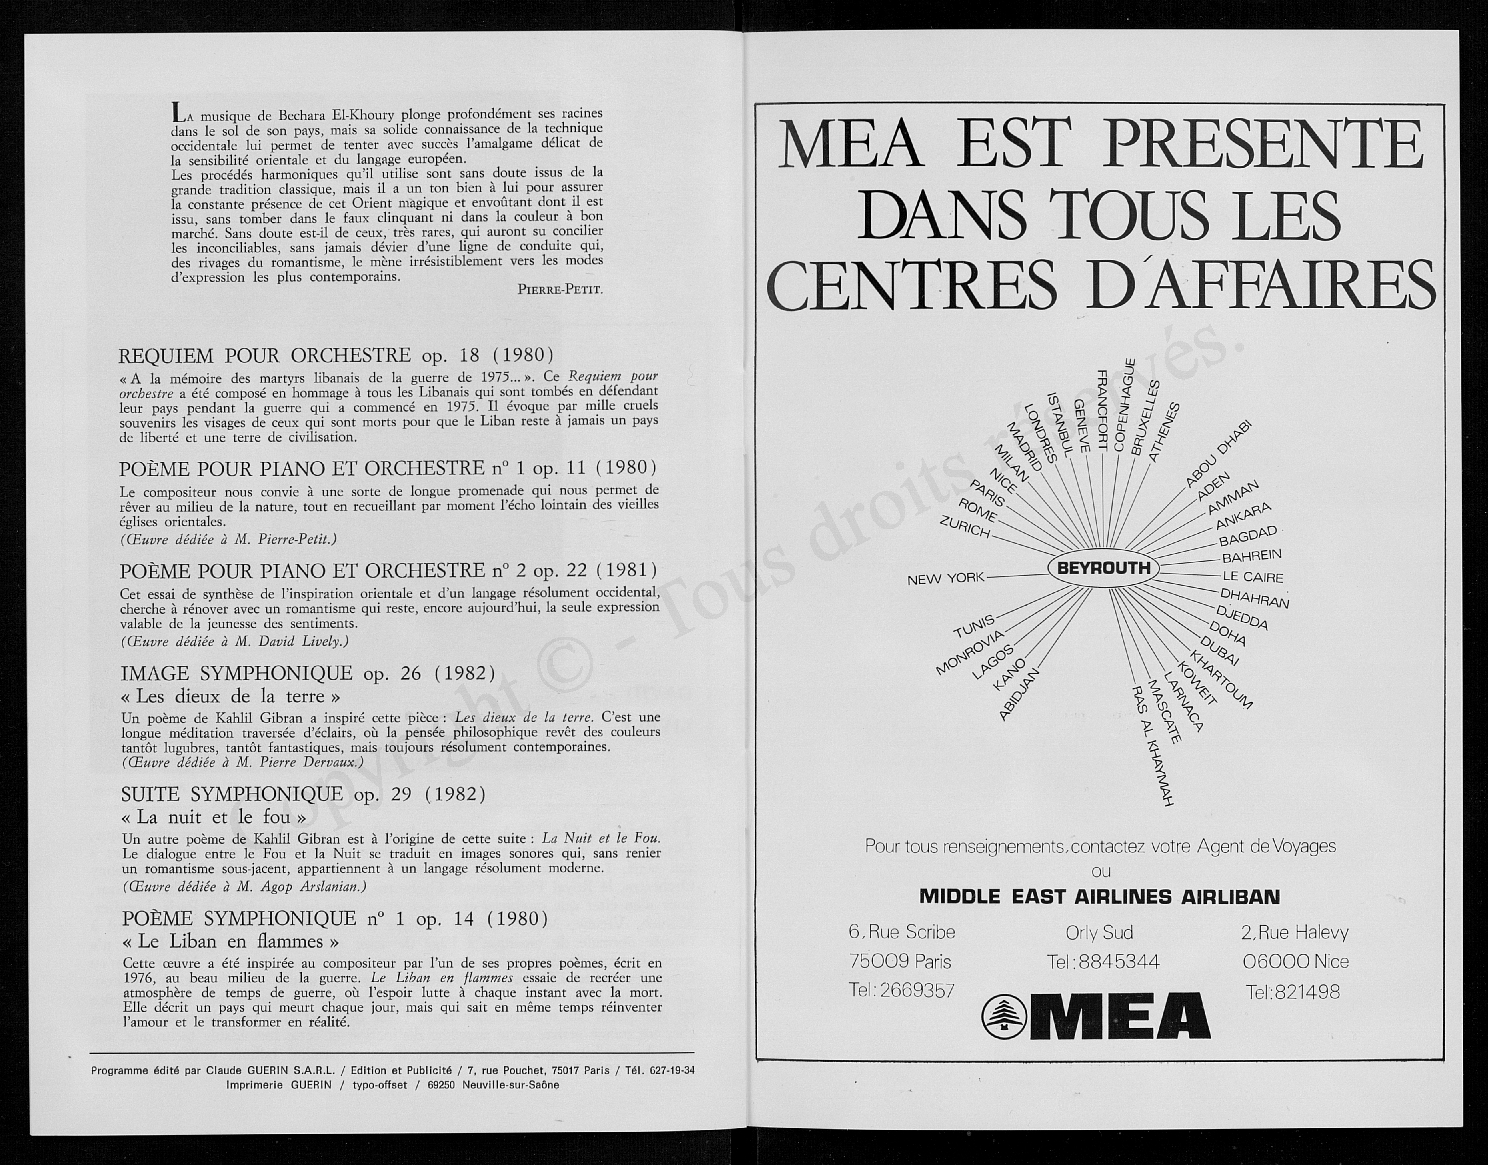 LA musique de Bechara El-Khoury plonge profondément ses racines
dans le sol de son pays, mais sa solide connaissance de la technique
occidentale lui permet de tenter avec succès l'amalgame délicat de
la sensibilité orientale et du langage européen.
Les procédés harmoniques qu'il utilise sont sans doute issus de la
grande tradition classique, mais il a un ton bien à lui pour assurer
la constante présence de cet Orient magique et envoûtant dont il est
issu, sans tomber dans le faux clinquant ni dans la couleur à bon
marché. Sans doute est-il de ceux, très rares, qui auront su concilier
les inconciliables, sans jamais dévier d'une ligne de conduite qui,
des rivages du romantisme, le mène irrésistiblement vers les modes
d'expression les plus contemporains.
PIERRE-PETIT.
REQUIEM POUR ORCHESTRE op. 18 (1980)
« A la mémoire des martyrs libanais de la guerre de 1975... ». Ce Requiem pour
orchestre a été composé en hommage à tous les Libanais qui sont tombés en défendant
leur pays pendant la guerre qui a commencé en 1975. Il évoque par mille cruels
souvenirs les visages de ceux qui sont morts pour que le Liban reste à jamais un pays
de liberté et une terre de civilisation.
POÈME POUR PIANO ET ORCHESTRE n° 1 op. 11 (1980)
Le compositeur nous convie à une sorte de longue promenade qui nous permet de
rêver au milieu de la nature, tout en recueillant par moment l'écho lointain des vieilles
églises orientales.
(Œuvre dédiée à M. Pierre-Petit.)
POÈME POUR PIANO ET ORCHESTRE n° 2 op. 22 (1981)
Cet essai de synthèse de l'inspiration orientale et d'un langage résolument occidental,
cherche à rénover avec un romantisme qui reste, encore aujourd'hui, la seule expression
valable de la jeunesse des sentiments.
(Œuvre dédiée à M. David Lively.)
IMAGE SYMPHONIQUE op. 26 (1982)
« Les dieux de la terre »
Un poème de Kahlil Gibran a inspiré cette pièce : Les dieux de la terre. C'est une
longue méditation traversée d'éclairs, où la pensée philosophique revêt des couleurs
tantôt lugubres, tantôt fantastiques, mais toujours résolument contemporaines.
(Œuvre dédiée à M. Pierre Dervaux.)
SUITE SYMPHONIQUE op. 29 (1982)
« La nuit et le fou »
Un autre poème de Kahlil Gibran est à l'origine de cette suite : La Nuit et le Fou.
Le dialogue entre le Fou et la Nuit se traduit en images sonores qui, sans renier
un romantisme sous-jacent, appartiennent à un langage résolument moderne.
(Œuvre dédiée à M. Agop Arslanian.)
POÈME SYMPHONIQUE n° 1 op. 14 (1980)
« Le Liban en flammes »
Cette œuvre a été inspirée au compositeur par l'un de ses propres poèmes, écrit en
1976, au beau milieu de la guerre. Le Liban en flammes essaie de recréer une
atmosphère de temps de guerre, où l'espoir lutte à chaque instant avec la mort.
Elle décrit un pays qui meurt chaque jour, mais qui sait en même temps réinventer
l'amour et le transformer en réalité.
Programme édité par Claude GUERIN S.A.R.L. / Edition et Publicité / 7, rue Pouchet, 75017 Paris / Tél. 627-19-34
Imprimerie GUERIN / typo-offset / 69250 Neuville-sur-Saône
MEA EST PRESENTE
DANS TOUS LES
CENTRES D'AFFAIRES
NEW YORK
ZURICH
ROME
PARIS
NICE
MILAN
MADRID
LONDRES
ISTANBUL
GENEVE
FRANCFORT
COPENHAGUE
BRUXELLES
ATHENES
ABOU DHABI
ADEN
AMMAN
ANKARA
BAGDAD
BAHREIN
LE CAIRE
DHAHRAN
DJEDDA
DOHA
DUBAI
KHARTOUM
KOWEIT
LARNACA
MASCATE
RAS AL KHAYMAH
ABIDJAN
KANO
LAGOS
MONROVIA
TUNIS
BEYROUTH
Pour tous renseignements, contactez votre Agent de Voyages
ou
MIDDLE EAST AIRLINES AIRLIBAN
6, Rue Scribe
75009 Paris
Tel : 2669357
Orly Sud
Tel : 8845344
2, Rue Halevy
06000 Nice
Tel: 821498
MEA
Copyright © - Tous droits réservés.